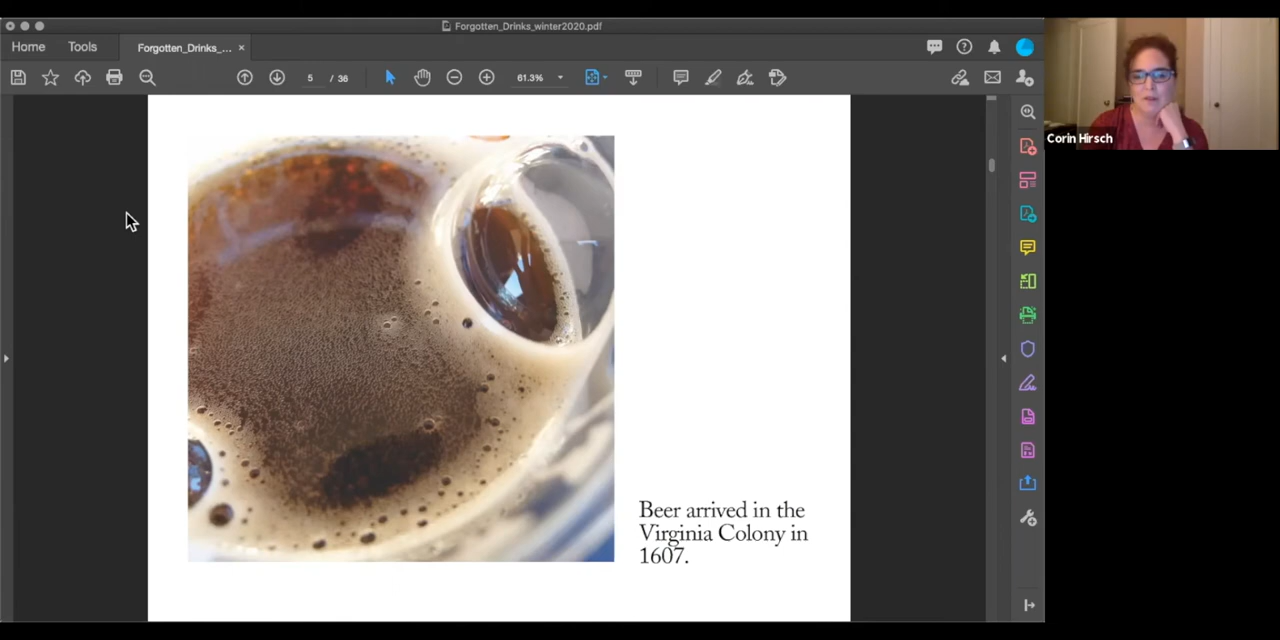 Forgotten_Drinks_winter2020.pdf
Home Tools Forgotten_Drinks_... ×
5 / 36 61.3%
Corin Hirsch
Beer arrived in the
Virginia Colony in
1607.